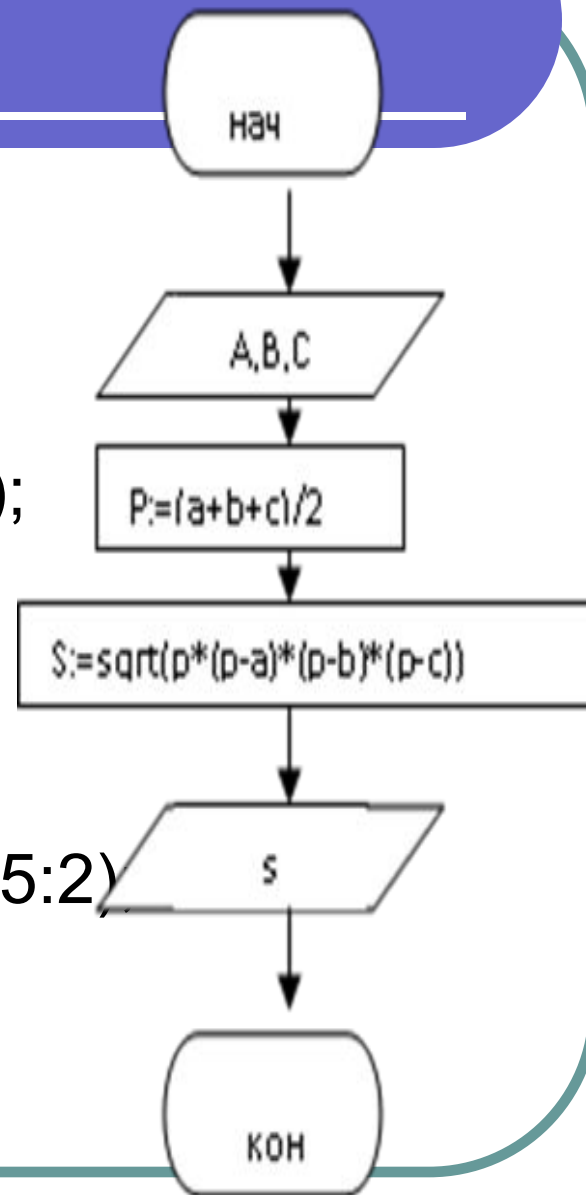 нач
A,B,C
);
P:=(a+b+c)/2
S:=sqrt(p*(p-a)*(p-b)*(p-c))
5:2);
s
кон